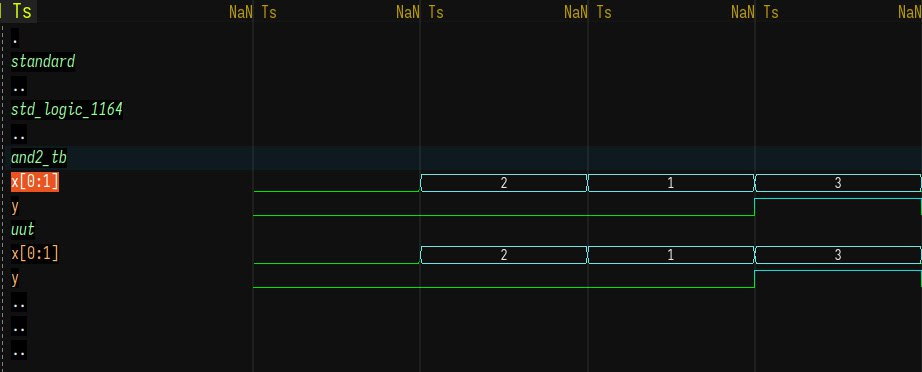 Ts NaN Ts NaN Ts NaN Ts NaN Ts NaN
.
standard
..
std_logic_1164
..
and2_tb
x[0:1] 2 1 3
y
uut
x[0:1] 2 1 3
y
..
..
..